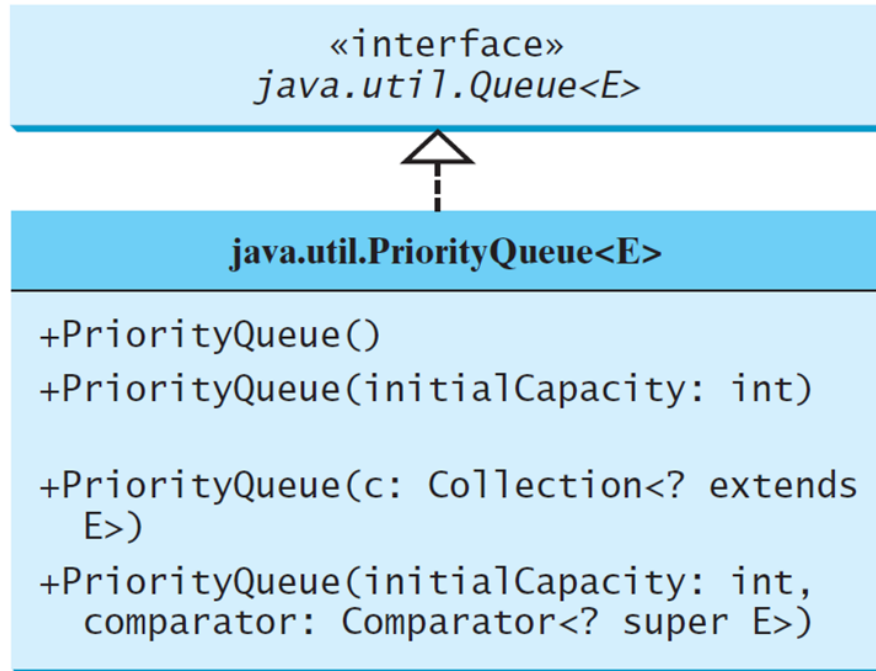 «interface»
java.util.Queue<E>
java.util.PriorityQueue<E>
+PriorityQueue()
+PriorityQueue(initialCapacity: int)
+PriorityQueue(c: Collection<? extends
E>)
+PriorityQueue(initialCapacity: int,
comparator: Comparator<? super E>)